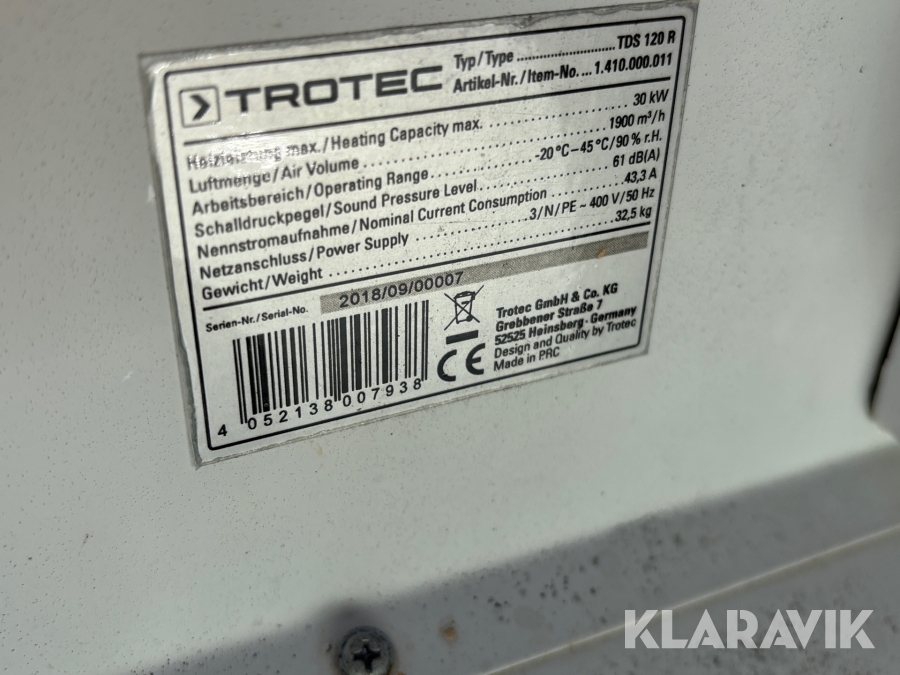 TROTEC
Typ/Type ........................ TDS 120 R
Artikel-Nr./Item-No. ... 1.410.000.011
Heizleistung max./Heating Capacity max. ........................ 30 kW
Luftmenge/Air Volume ........................ 1900 m³/h
Arbeitsbereich/Operating Range ........................ -20°C–45°C/90% r.H.
Schalldruckpegel/Sound Pressure Level ........................ 61 dB(A)
Nennstromaufnahme/Nominal Current Consumption ........................ 43,3 A
Netzanschluss/Power Supply ........................ 3/N/PE ~ 400 V/50 Hz
Gewicht/Weight ........................ 32,5 kg
Serien-Nr./Serial-No. 2018/09/00007
4 052138 007938
CE
Trotec GmbH & Co. KG
Grebbener Straße 7
52525 Heinsberg - Germany
Design and Quality by Trotec
Made in PRC
KLARAVIK